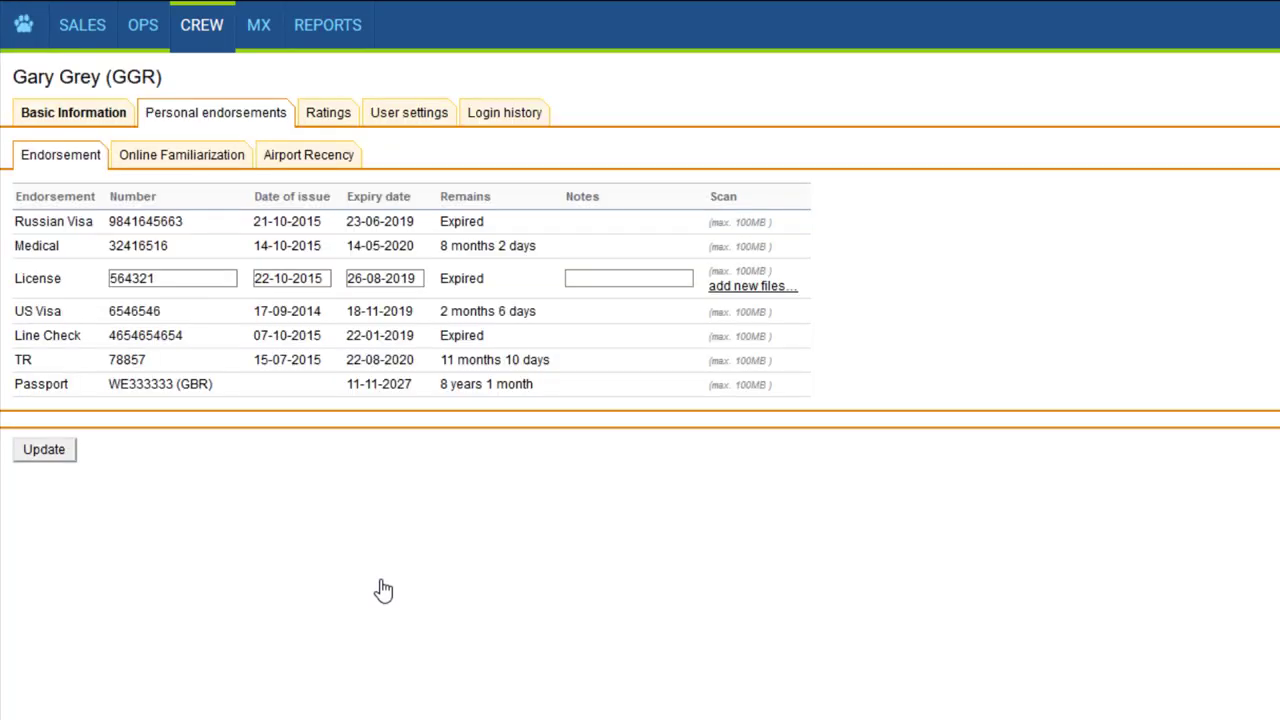 SALES OPS CREW MX REPORTS
Gary Grey (GGR)
Basic Information Personal endorsements Ratings User settings Login history
Endorsement Online Familiarization Airport Recency
Endorsement Number Date of issue Expiry date Remains Notes Scan
Russian Visa 9841645663 21-10-2015 23-06-2019 Expired (max. 100MB )
Medical 32416516 14-10-2015 14-05-2020 8 months 2 days (max. 100MB )
License 564321 22-10-2015 26-08-2019 Expired (max. 100MB )
add new files...
US Visa 6546546 17-09-2014 18-11-2019 2 months 6 days (max. 100MB )
Line Check 4654654654 07-10-2015 22-01-2019 Expired (max. 100MB )
TR 78857 15-07-2015 22-08-2020 11 months 10 days (max. 100MB )
Passport WE333333 (GBR) 11-11-2027 8 years 1 month (max. 100MB )
Update